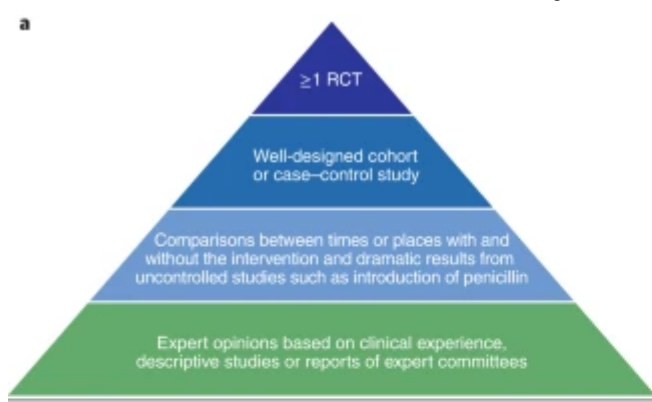 a
≥1 RCT
Well-designed cohort
or case–control study
Comparisons between times or places with and
without the intervention and dramatic results from
uncontrolled studies such as introduction of penicillin
Expert opinions based on clinical experience,
descriptive studies or reports of expert committees